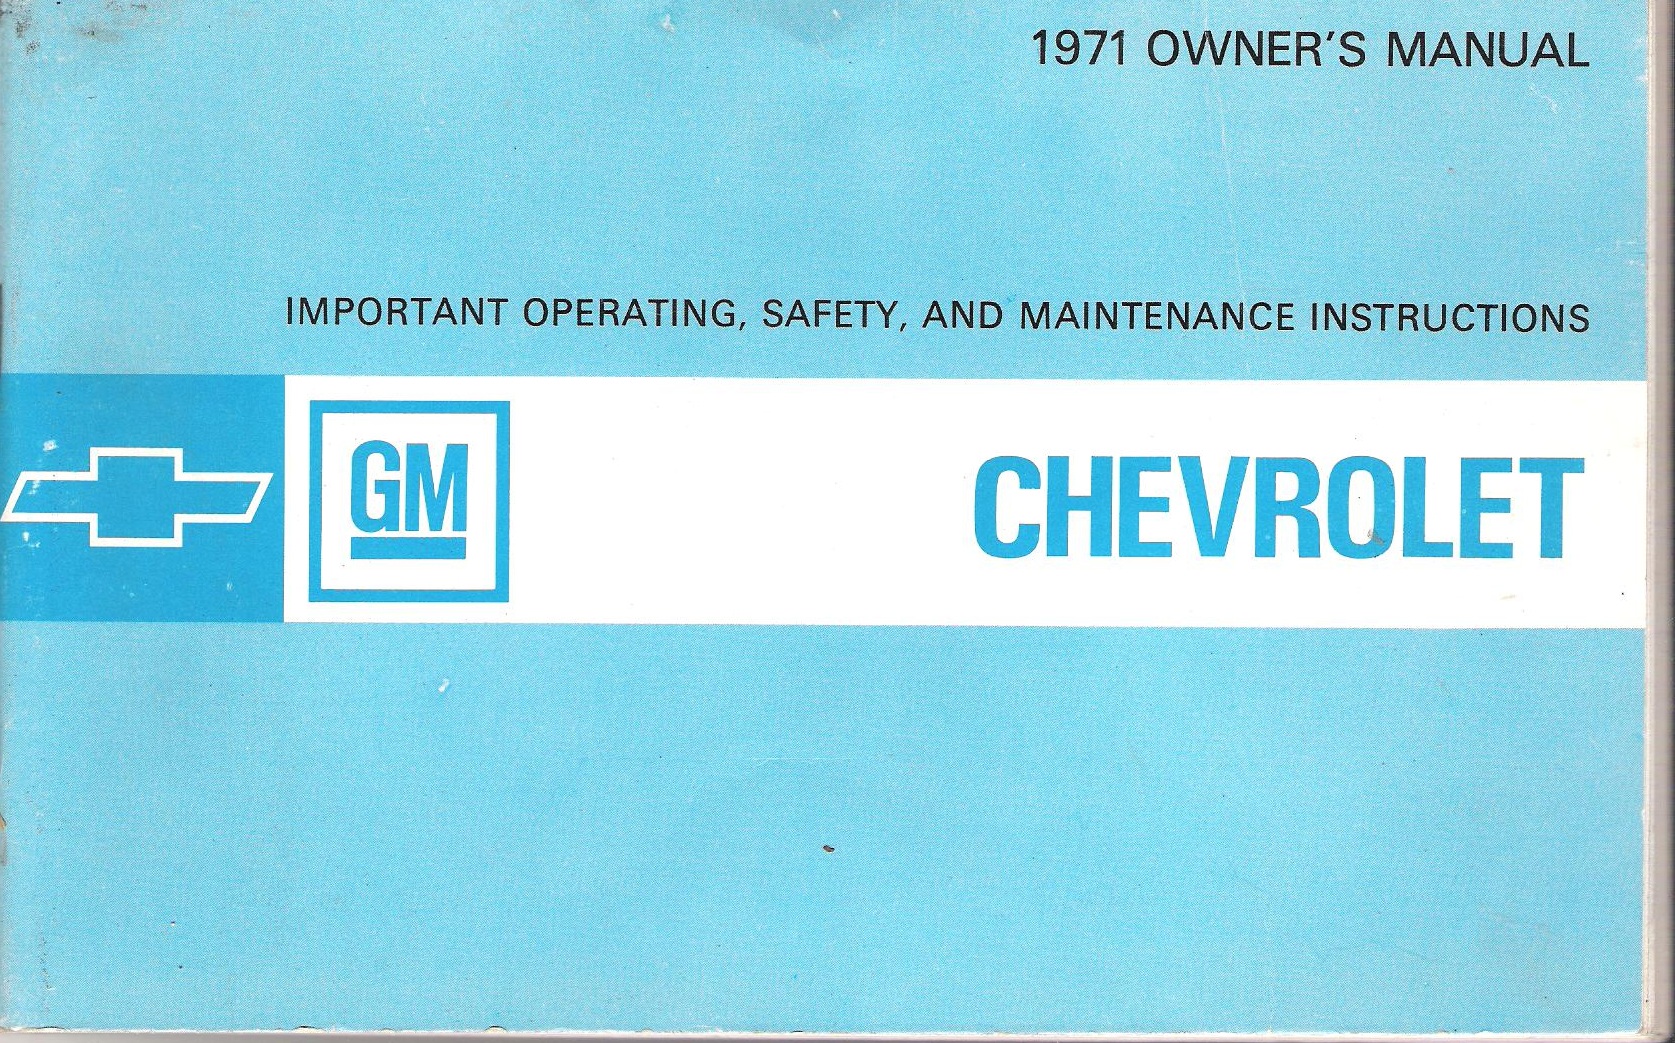 1971 OWNER'S MANUAL
IMPORTANT OPERATING, SAFETY, AND MAINTENANCE INSTRUCTIONS
GM
CHEVROLET